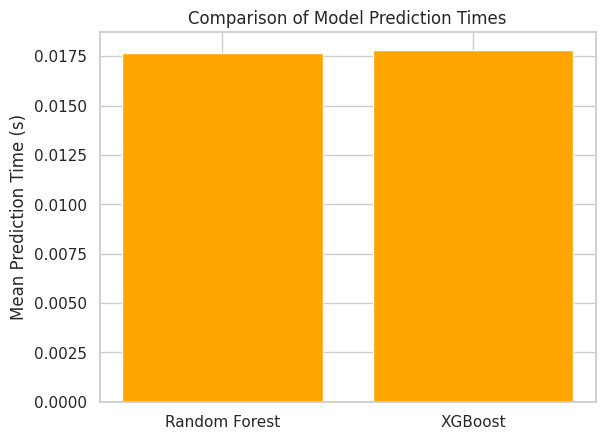 Comparison of Model Prediction Times
Mean Prediction Time (s)
0.0175
0.0150
0.0125
0.0100
0.0075
0.0050
0.0025
0.0000
Random Forest
XGBoost